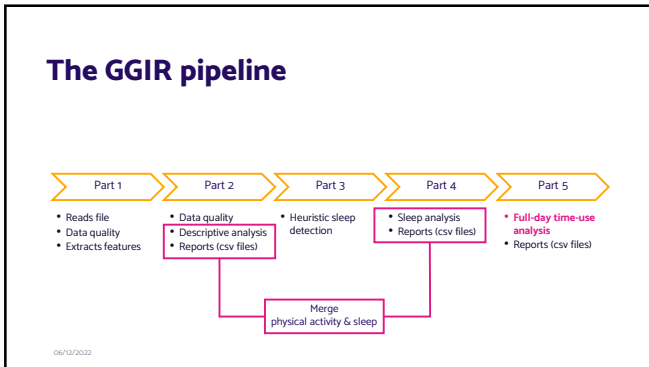 The GGIR pipeline
Part 1
Part 2
Part 3
Part 4
Part 5
• Reads file
• Data quality
• Extracts features
• Data quality
• Descriptive analysis
• Reports (csv files)
• Heuristic sleep
detection
• Sleep analysis
• Reports (csv files)
• Full-day time-use
analysis
• Reports (csv files)
Merge
physical activity & sleep
06/12/2022